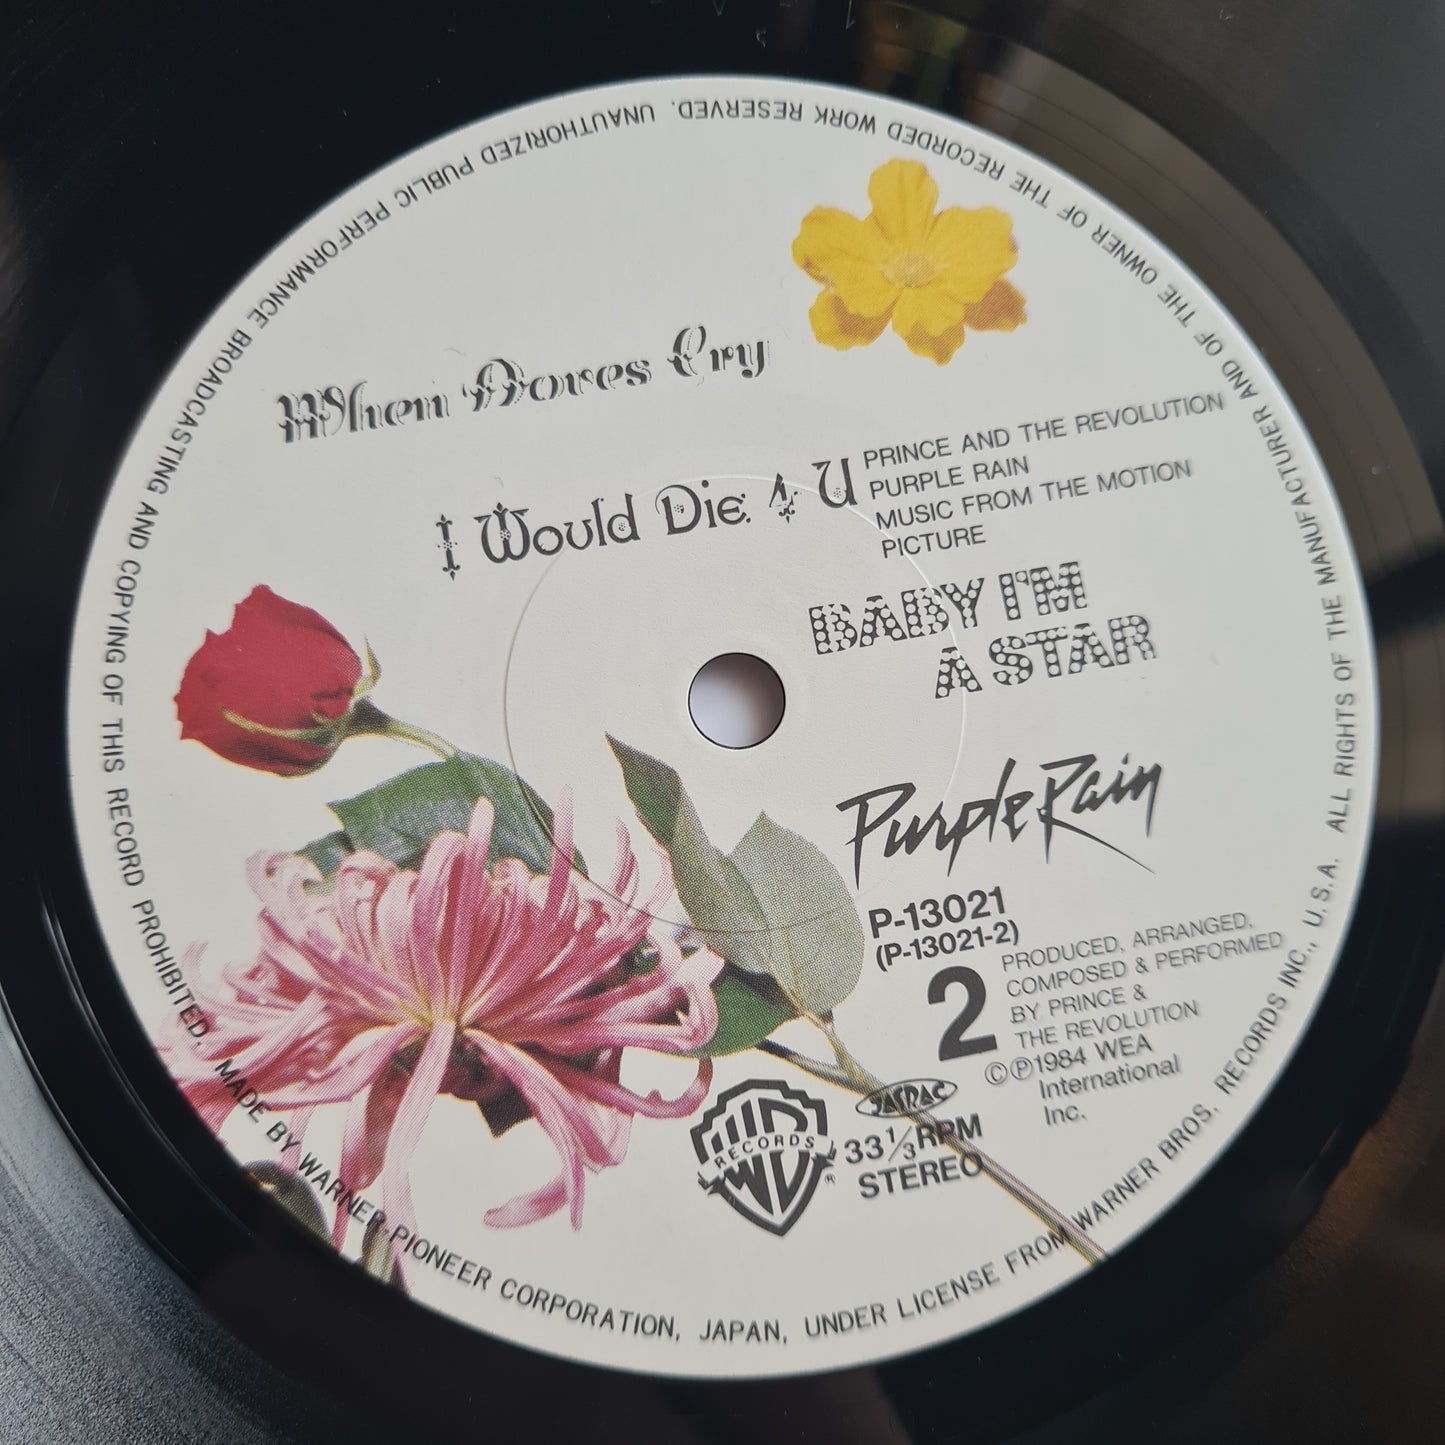 When Doves Cry
I Would Die 4 U
PRINCE AND THE REVOLUTION
PURPLE RAIN
MUSIC FROM THE MOTION
PICTURE
BABY I'M
A STAR
Purple Rain
P-13021
(P-13021-2)
2
PRODUCED, ARRANGED,
COMPOSED & PERFORMED
BY PRINCE &
THE REVOLUTION
©℗1984 WEA
International
Inc.
WB
RECORDS
®
JASRAC
33 1/3 RPM
STEREO
MADE BY WARNER-PIONEER CORPORATION, JAPAN, UNDER LICENSE FROM WARNER BROS. RECORDS INC., U.S.A. ALL RIGHTS OF THE MANUFACTURER AND OF THE OWNER OF THE RECORDED WORK RESERVED. UNAUTHORIZED PUBLIC PERFORMANCE BROADCASTING AND COPYING OF THIS RECORD PROHIBITED.